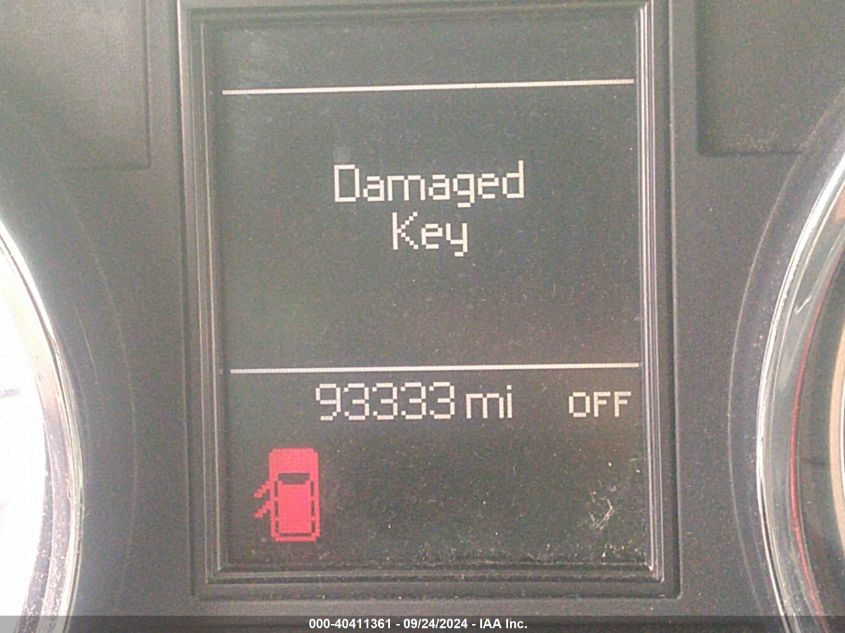 Damaged
Key
93333 mi OFF
000-40411361 - 09/24/2024 - IAA Inc.